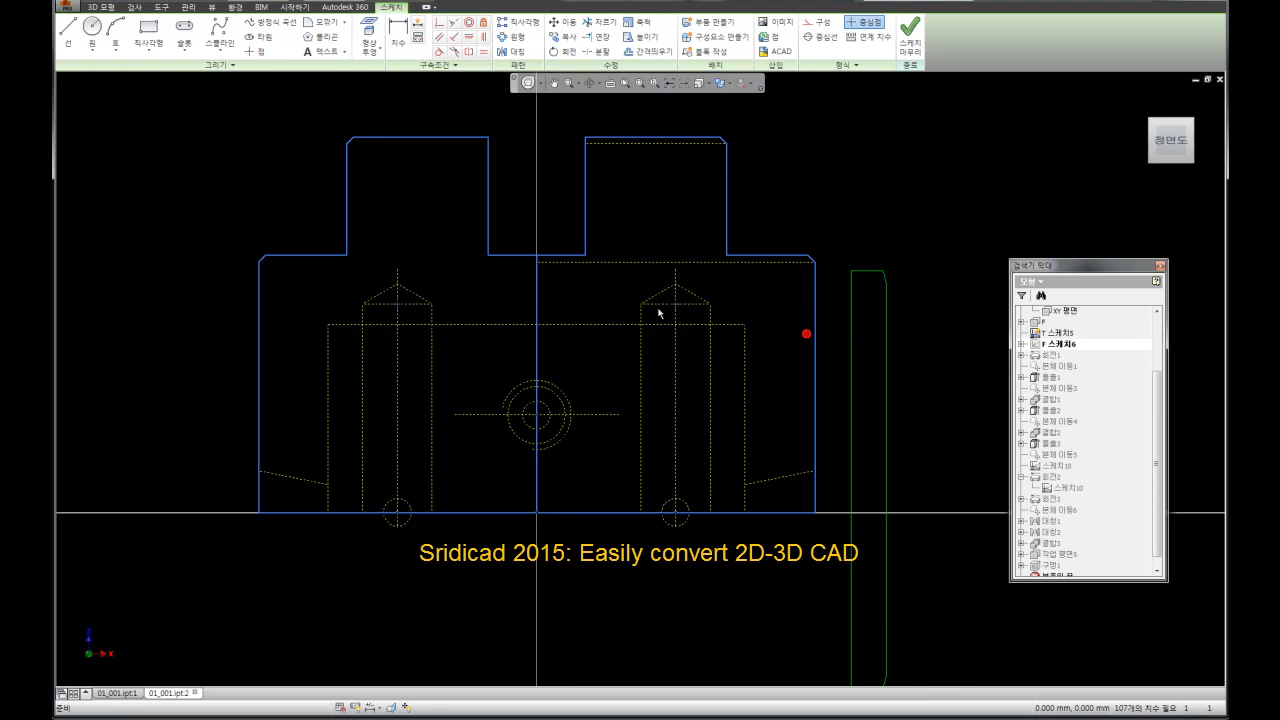 3D 모형 검사 도구 관리 뷰 환경 BIM 시작하기 Autodesk 360 스케치
선 원 호 직사각형 슬롯 스플라인
방정식 곡선
타원
점
모깎기
폴리곤
텍스트
형상 투영
치수
직사각형
원형
대칭
이동 자르기 축척
복사 연장 늘이기
회전 분할 간격띄우기
부품 만들기
구성요소 만들기
블록 작성
이미지
점
ACAD
구성 중심점
중심선 연계 치수
스케치 마무리
그리기 구속조건 패턴 수정 배치 삽입 형식 종료
정면도
검색기 막대
모형
XY 평면
F
T 스케치5
F 스케치6
회전1
본체 이동1
돌출1
본체 이동3
결합1
돌출2
본체 이동4
결합2
돌출3
본체 이동5
스케치10
회전2
스케치10
회전3
본체 이동6
대칭1
대칭2
결합3
작업 평면5
구멍1
부품의 끝
Sridicad 2015: Easily convert 2D-3D CAD
Z
X
01_001.ipt:1 01_001.ipt:2
준비
0.000 mm, 0.000 mm 107개의 치수 필요 1 1